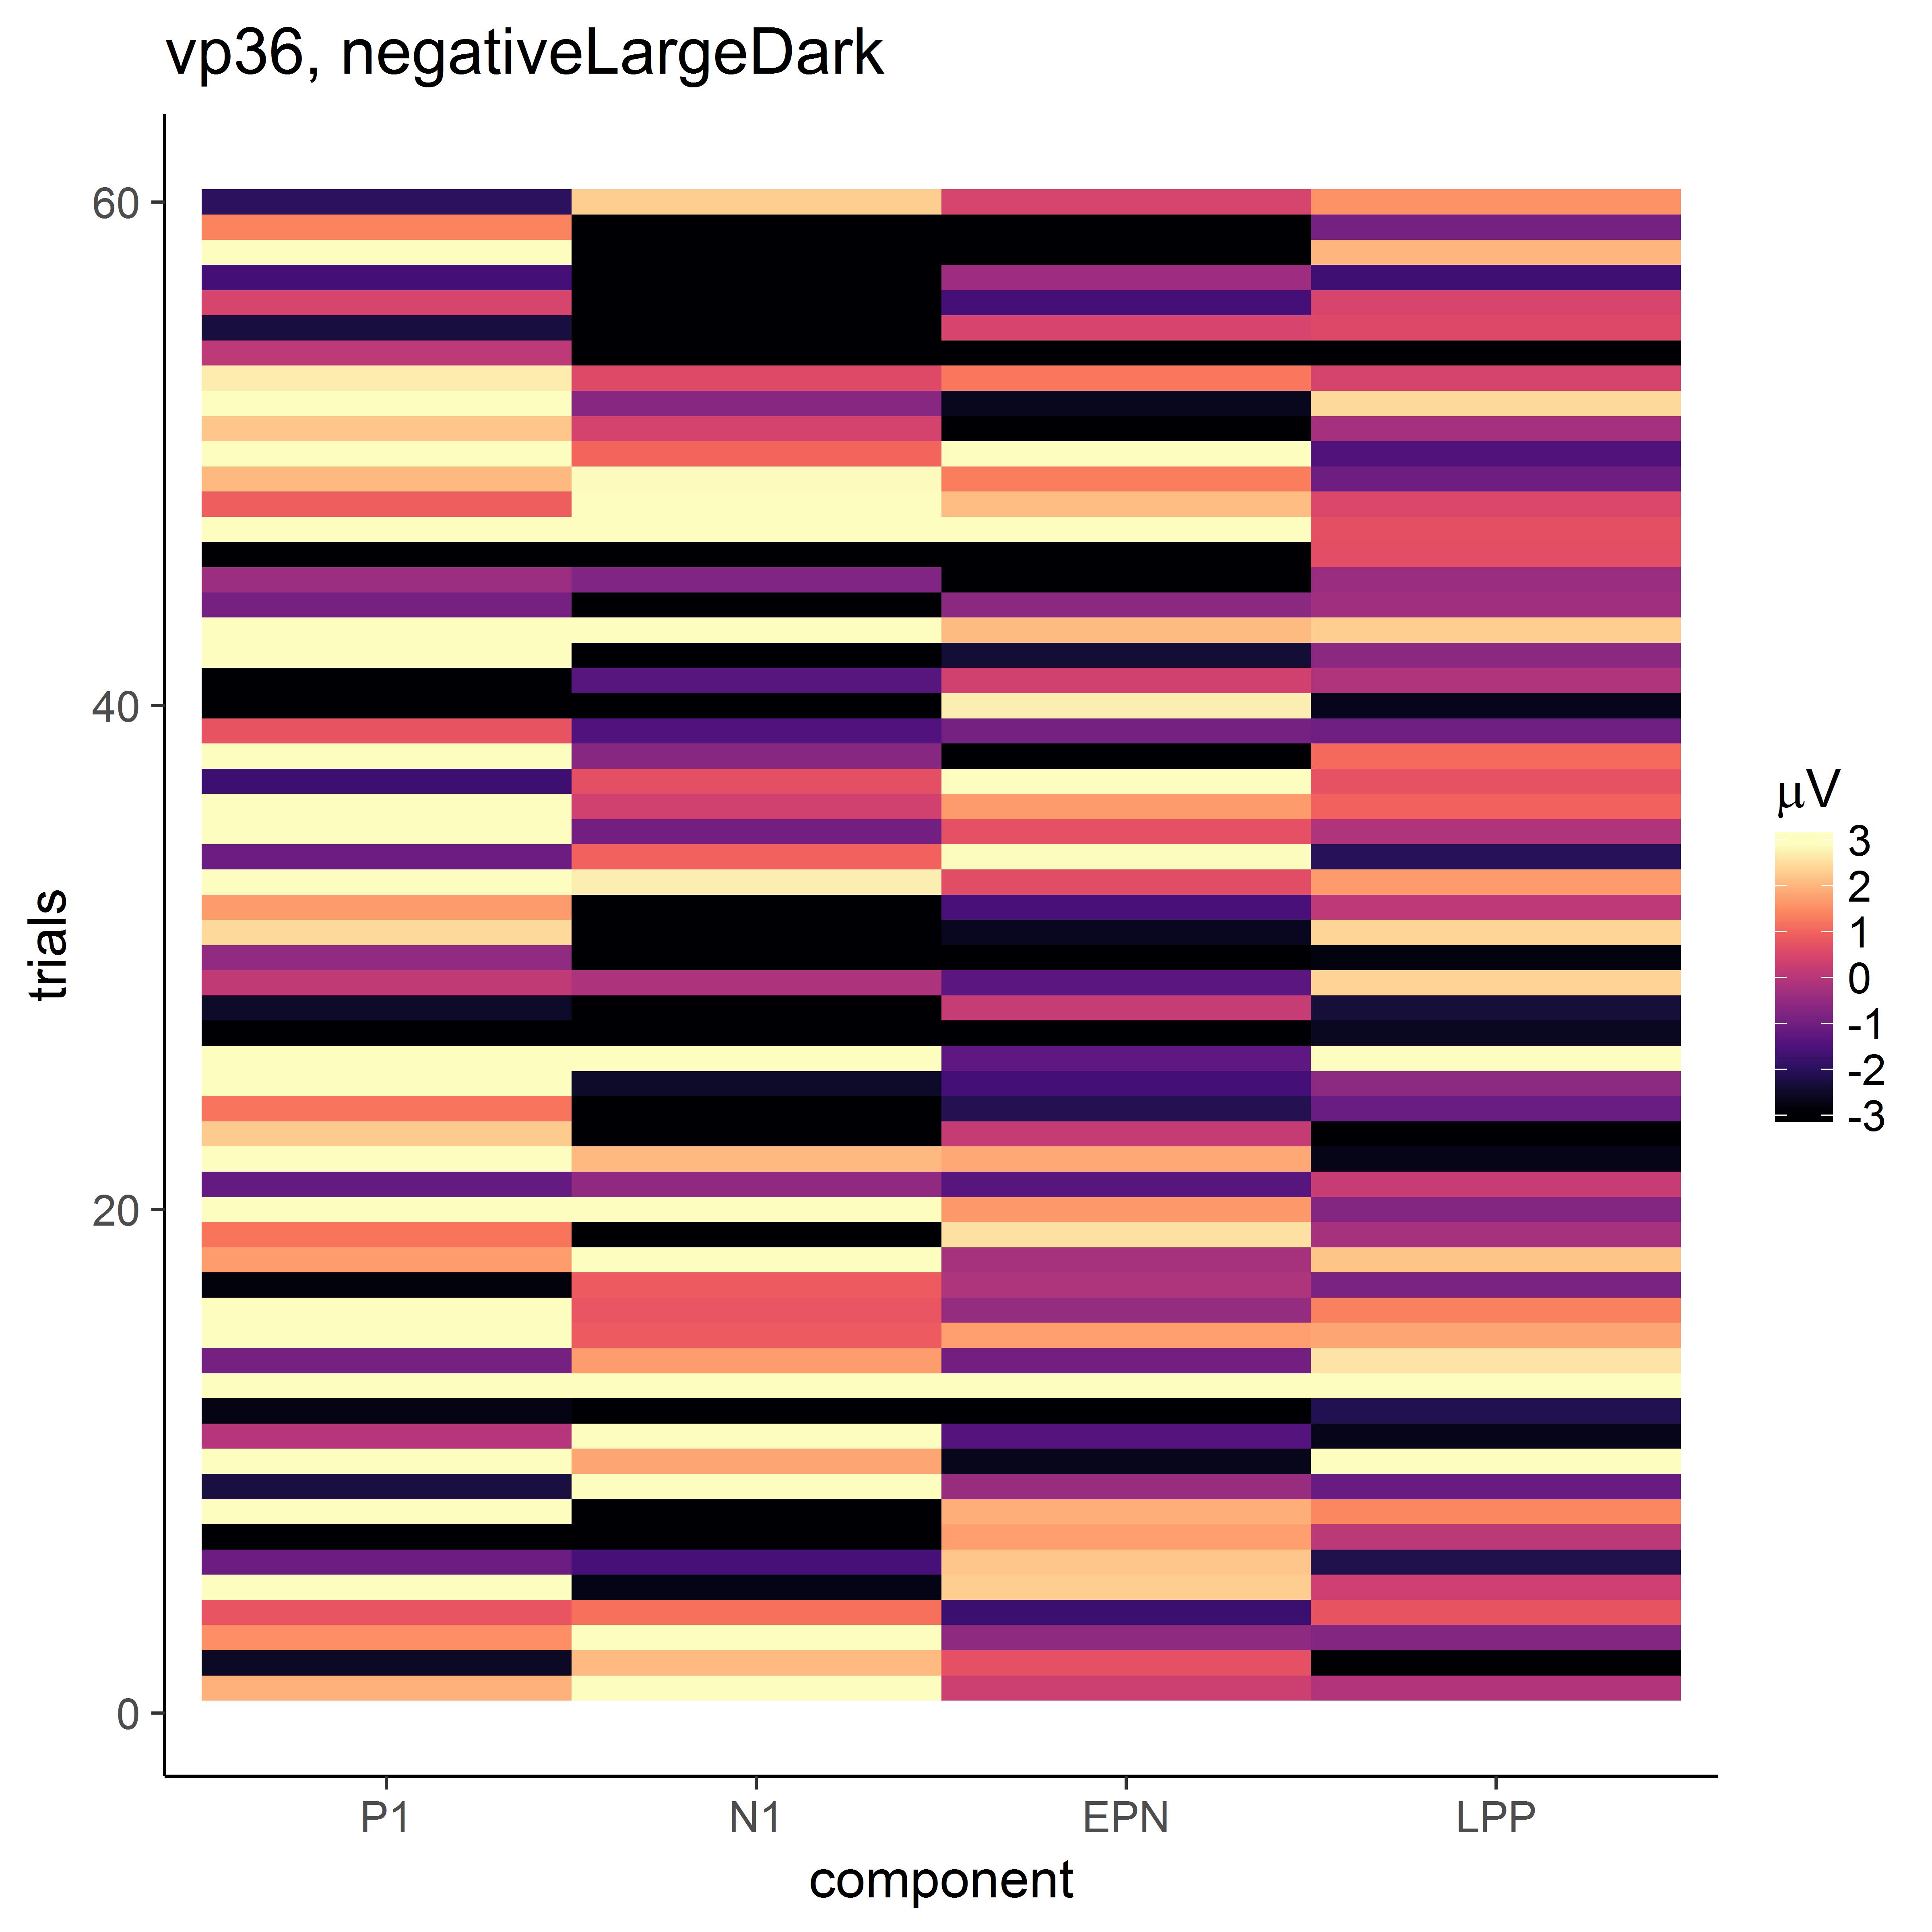 vp36, negativeLargeDark
60
40
20
0
trials
P1 N1 EPN LPP
component
μV
3
2
1
0
-1
-2
-3